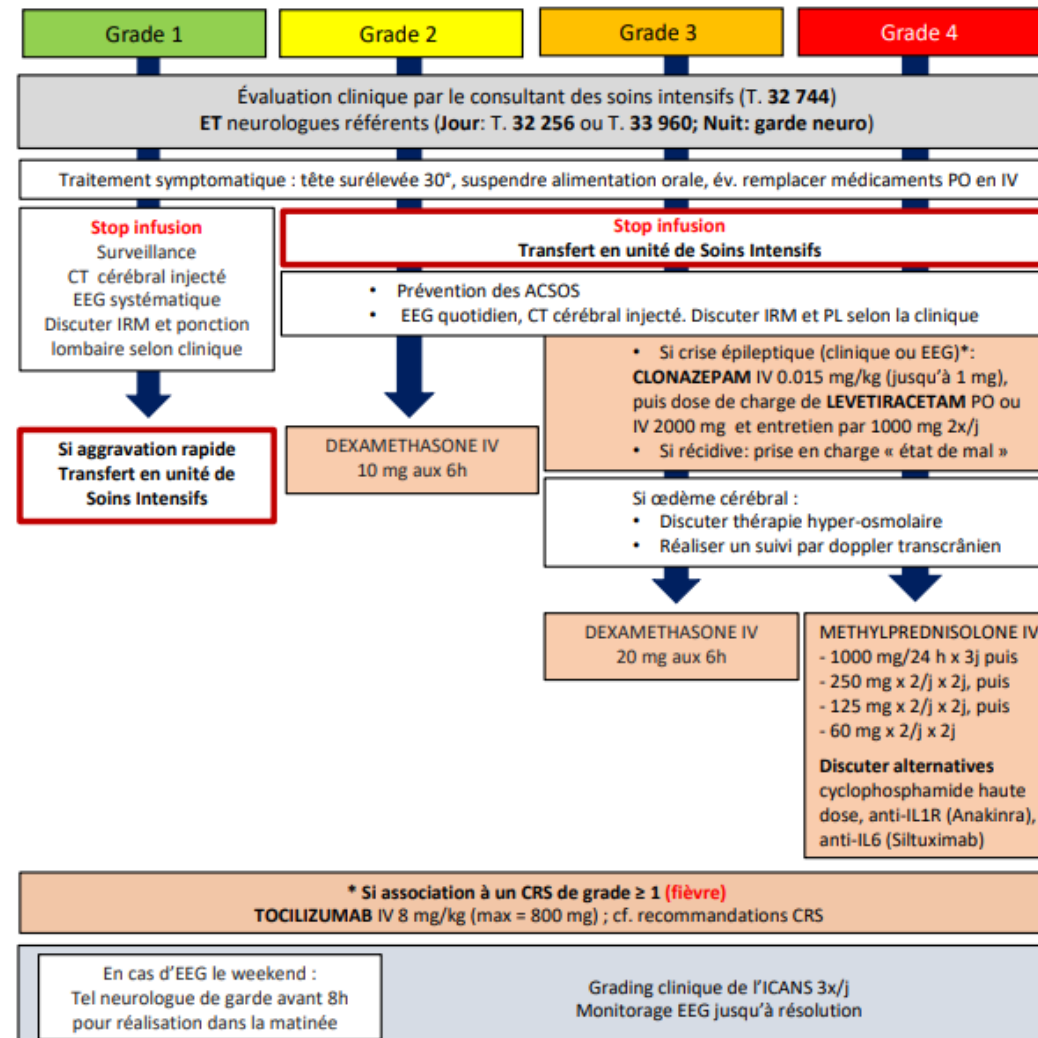 Grade 1
Grade 2
Grade 3
Grade 4
Évaluation clinique par le consultant des soins intensifs (T. 32 744)
ET neurologues référents (Jour: T. 32 256 ou T. 33 960; Nuit: garde neuro)
Traitement symptomatique : tête surélevée 30°, suspendre alimentation orale, év. remplacer médicaments PO en IV
Stop infusion
Surveillance
CT cérébral injecté
EEG systématique
Discuter IRM et ponction
lombaire selon clinique
Stop infusion
Transfert en unité de Soins Intensifs
• Prévention des ACSOS
• EEG quotidien, CT cérébral injecté. Discuter IRM et PL selon la clinique
• Si crise épileptique (clinique ou EEG)*:
CLONAZEPAM IV 0.015 mg/kg (jusqu'à 1 mg),
puis dose de charge de LEVETIRACETAM PO ou
IV 2000 mg et entretien par 1000 mg 2x/j
• Si récidive: prise en charge « état de mal »
Si aggravation rapide
Transfert en unité de
Soins Intensifs
DEXAMETHASONE IV
10 mg aux 6h
Si œdème cérébral :
• Discuter thérapie hyper-osmolaire
• Réaliser un suivi par doppler transcrânien
DEXAMETHASONE IV
20 mg aux 6h
METHYLPREDNISOLONE IV
- 1000 mg/24 h x 3j puis
- 250 mg x 2/j x 2j, puis
- 125 mg x 2/j x 2j, puis
- 60 mg x 2/j x 2j
Discuter alternatives
cyclophosphamide haute
dose, anti-IL1R (Anakinra),
anti-IL6 (Siltuximab)
* Si association à un CRS de grade ≥ 1 (fièvre)
TOCILIZUMAB IV 8 mg/kg (max = 800 mg) ; cf. recommandations CRS
En cas d'EEG le weekend :
Tel neurologue de garde avant 8h
pour réalisation dans la matinée
Grading clinique de l'ICANS 3x/j
Monitorage EEG jusqu'à résolution